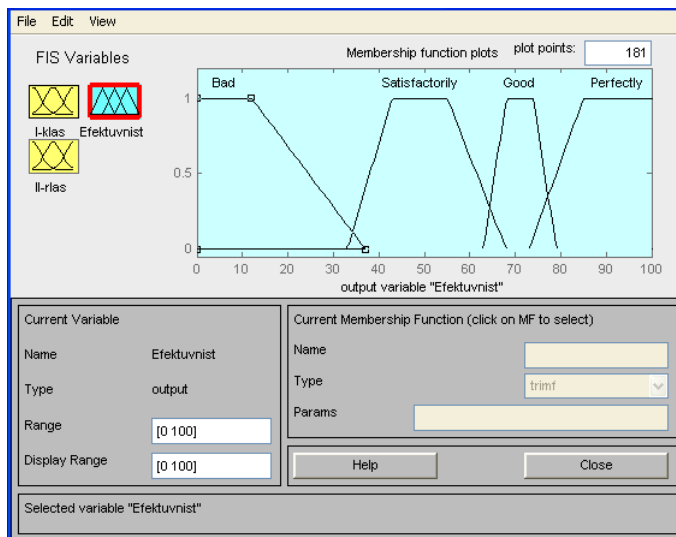 File Edit View
FIS Variables
Membership function plots plot points: 181
I-klas Efektuvnist
II-rlas
Bad Satisfactorily Good Perfectly
1
0.5
0
0 10 20 30 40 50 60 70 80 90 100
output variable "Efektuvnist"
Current Variable
Name Efektuvnist
Type output
Range [0 100]
Display Range [0 100]
Current Membership Function (click on MF to select)
Name
Type trimf
Params
Help Close
Selected variable "Efektuvnist"